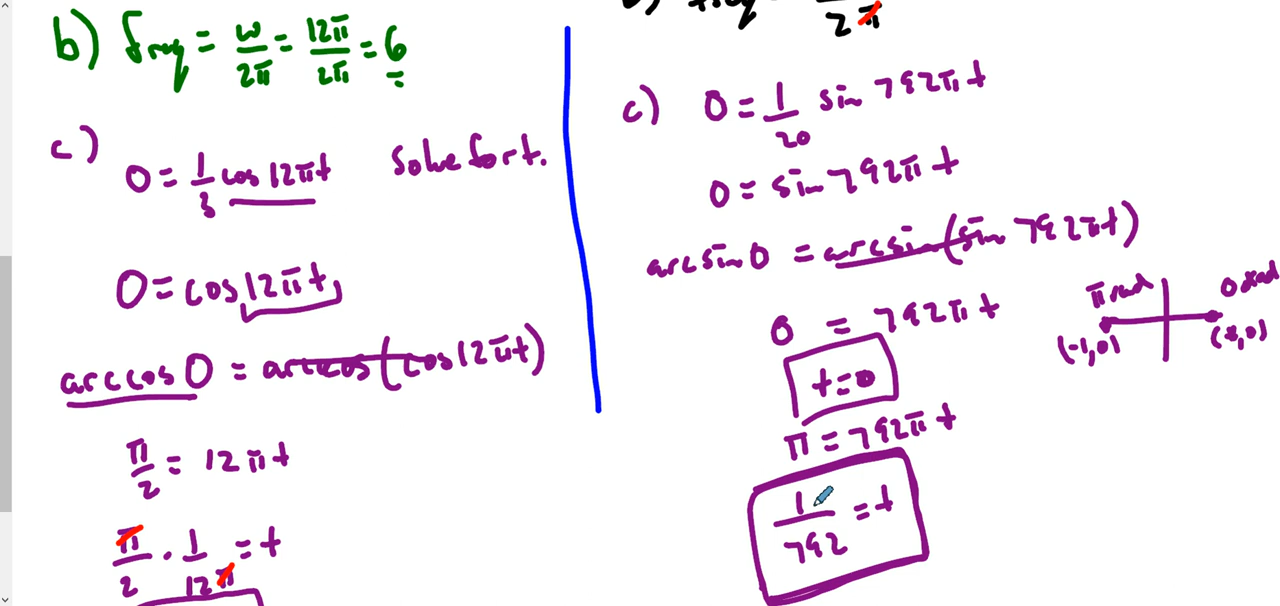 b) freq = w/2π = 12π/2π = 6
c)
0 = 1/3 cos 12πt solve for t.
0 = cos 12πt
arccos 0 = arccos(cos 12πt)
π/2 = 12πt
π/2 · 1/12π = t
2π
c) 0 = 1/20 sin 792πt
0 = sin 792πt
arcsin 0 = arcsin(sin 792πt)
0 = 792πt
t = 0
π = 792πt
1/792 = t
π rad 0 rad
(-1,0)